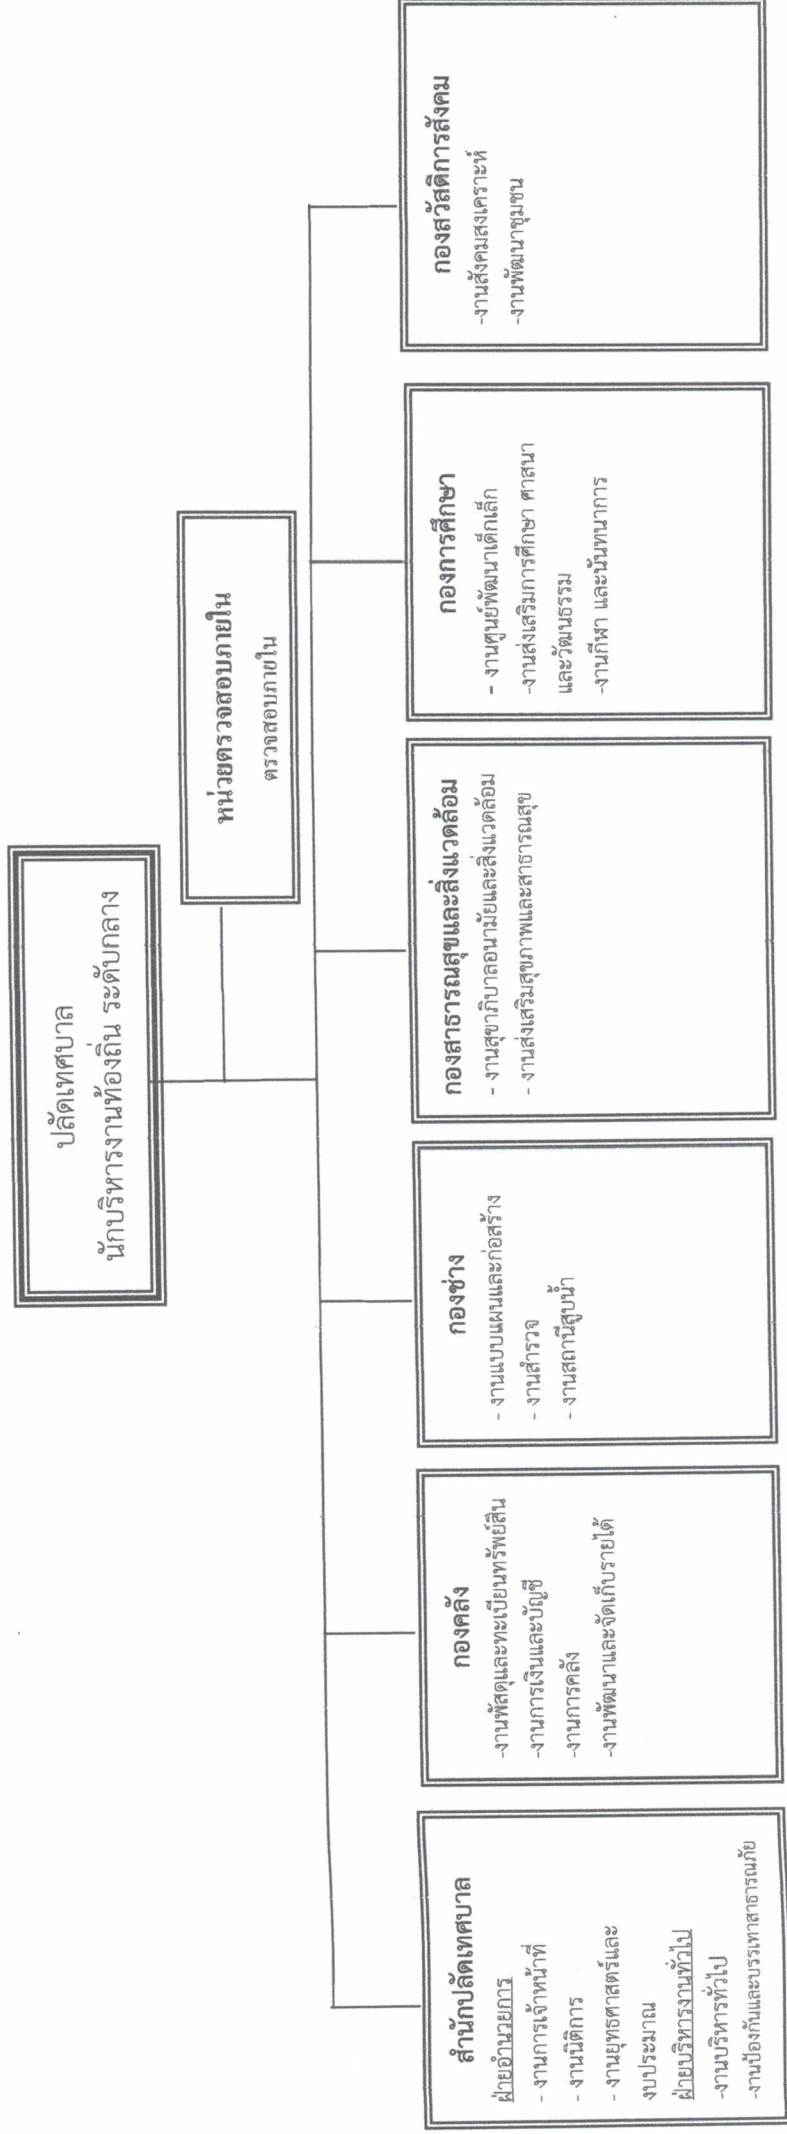 ปลัดเทศบาล
นักบริหารงานท้องถิ่น ระดับกลาง
หน่วยตรวจสอบภายใน
ตรวจสอบภายใน
สำนักปลัดเทศบาล
ฝ่ายอำนวยการ
- งานการเจ้าหน้าที่
- งานนิติการ
- งานยุทธศาสตร์และ
งบประมาณ
ฝ่ายบริหารงานทั่วไป
-งานบริหารทั่วไป
-งานป้องกันและบรรเทาสาธารณภัย
กองคลัง
-งานพัสดุและทะเบียนทรัพย์สิน
-งานการเงินและบัญชี
-งานการคลัง
-งานพัฒนาและจัดเก็บรายได้
กองช่าง
- งานแบบแผนและก่อสร้าง
- งานสำรวจ
- งานสถานีสูบน้ำ
กองสาธารณสุขและสิ่งแวดล้อม
- งานสุขาภิบาลอนามัยและสิ่งแวดล้อม
- งานส่งเสริมสุขภาพและสาธารณสุข
กองการศึกษา
- งานศูนย์พัฒนาเด็กเล็ก
-งานส่งเสริมการศึกษา ศาสนา
และวัฒนธรรม
-งานกีฬา และนันทนาการ
กองสวัสดิการสังคม
-งานสังคมสงเคราะห์
-งานพัฒนาชุมชน